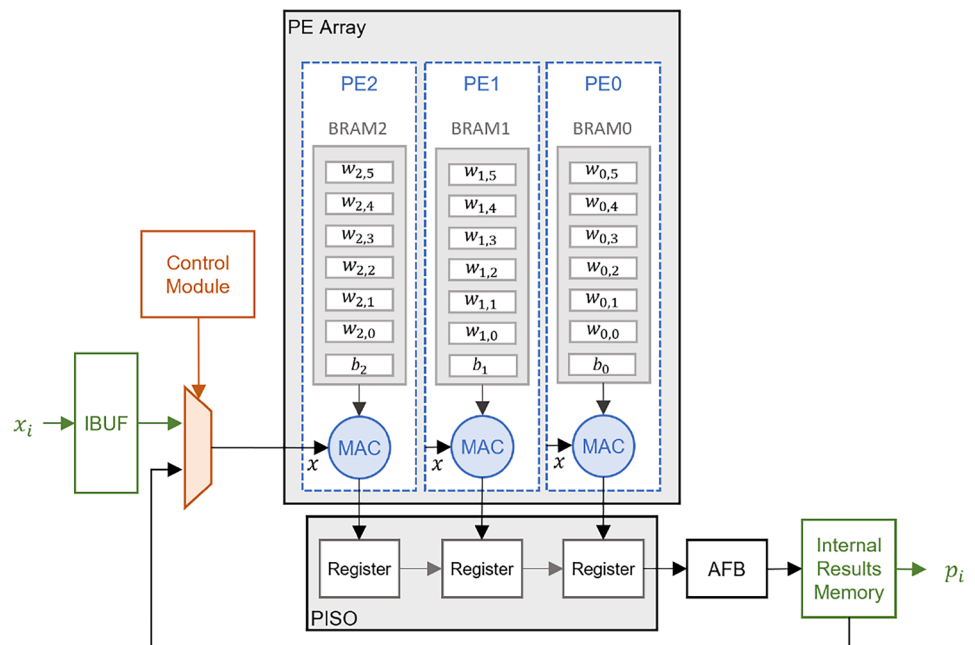 PE Array
PE2 PE1 PE0
BRAM2 BRAM1 BRAM0
w2,5 w1,5 w0,5
w2,4 w1,4 w0,4
w2,3 w1,3 w0,3
w2,2 w1,2 w0,2
w2,1 w1,1 w0,1
w2,0 w1,0 w0,0
b2 b1 b0
Control
Module
xi IBUF
MAC MAC MAC
x x x
Register Register Register
PISO
AFB
Internal
Results
Memory
pi